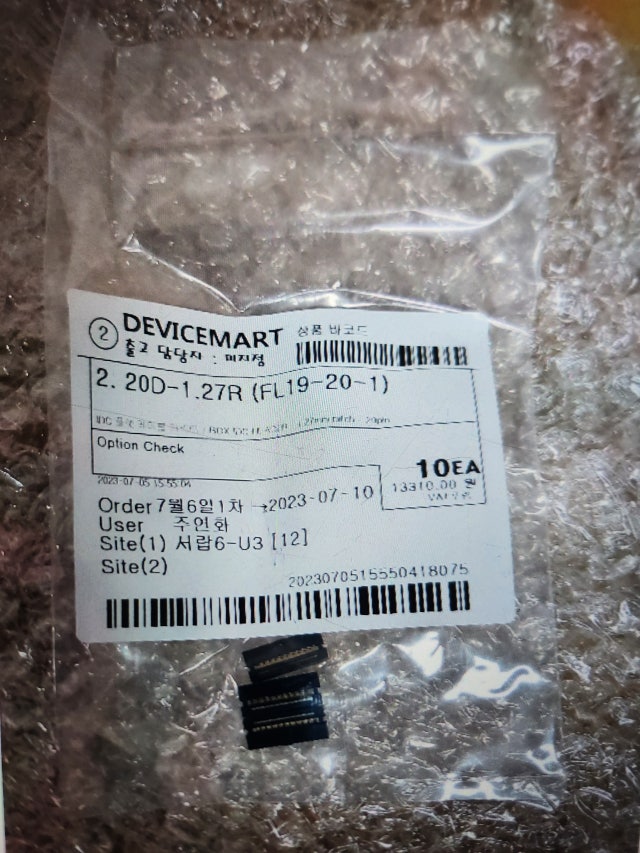 ② DEVICEMART 상품 바코드
출고 담당자 : 미지정
2. 20D-1.27R (FL19-20-1)
Option Check
10EA
2023-07-05 15:55:04
13310.00 원
Order 7월6일1차 →2023-07-10
User 주인화
Site(1) 서랍6-U3 [12]
Site(2)
2023070515550418075